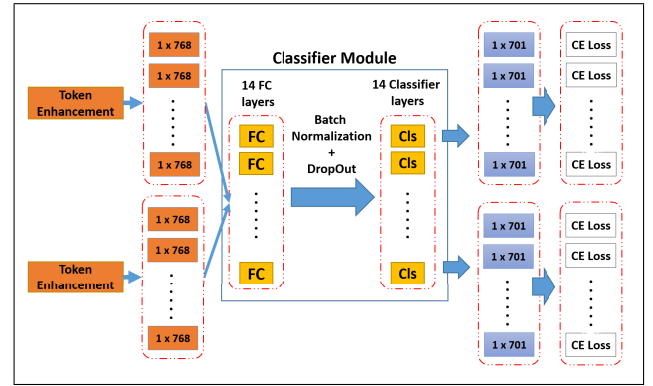 Classifier Module
Token
Enhancement
1 x 768
1 x 768
1 x 768
14 FC
layers
FC
FC
FC
Batch
Normalization
+
DropOut
14 Classifier
layers
Cls
Cls
Cls
1 x 701
1 x 701
1 x 701
CE Loss
CE Loss
CE Loss
Token
Enhancement
1 x 768
1 x 768
1 x 768
1 x 701
1 x 701
1 x 701
CE Loss
CE Loss
CE Loss